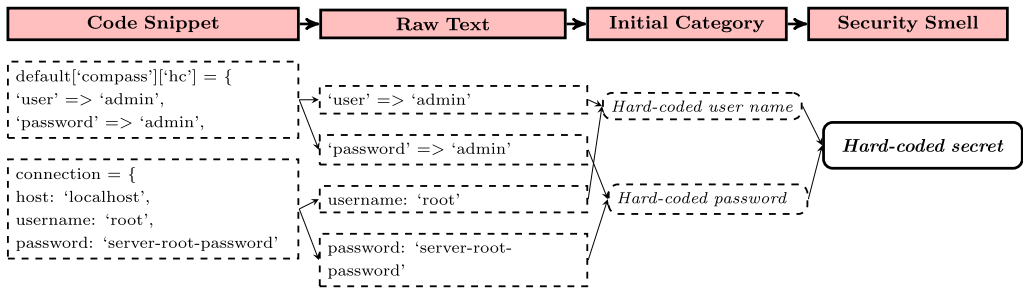 Code Snippet
Raw Text
Initial Category
Security Smell
default[‘compass’][‘hc’] = {
‘user’ => ‘admin’,
‘password’ => ‘admin’,
connection = {
host: ‘localhost’,
username: ‘root’,
password: ‘server-root-password’
‘user’ => ‘admin’
‘password’ => ‘admin’
username: ‘root’
password: ‘server-root-
password’
Hard-coded user name
Hard-coded password
Hard-coded secret